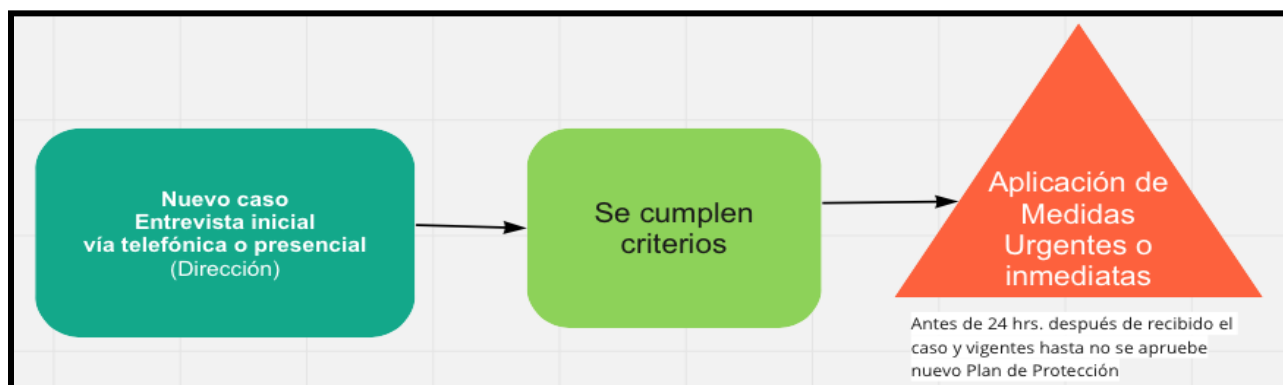 Nuevo caso
Entrevista inicial
vía telefónica o presencial
(Dirección)
Se cumplen
criterios
Aplicación de
Medidas
Urgentes o
inmediatas
Antes de 24 hrs. después de recibido el
caso y vigentes hasta no se apruebe
nuevo Plan de Protección